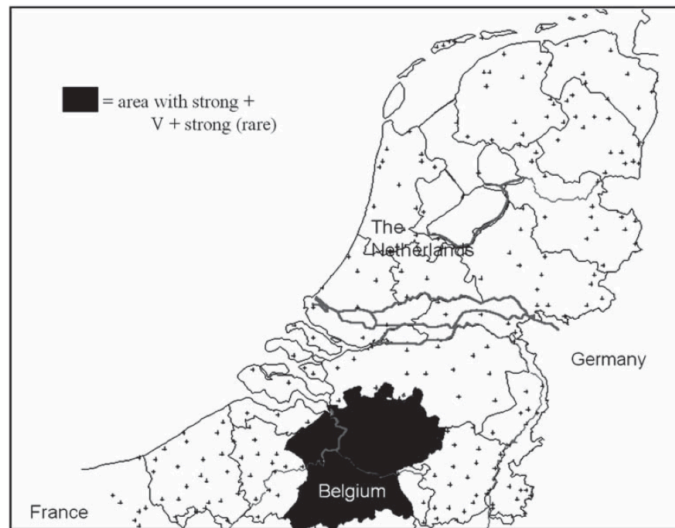 = area with strong +
V + strong (rare)
The
Netherlands
Germany
Belgium
France